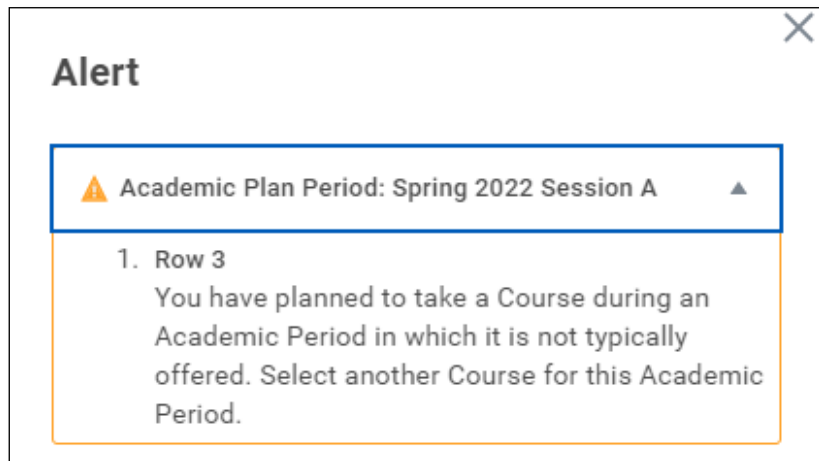 Alert
Academic Plan Period: Spring 2022 Session A
1. Row 3
You have planned to take a Course during an
Academic Period in which it is not typically
offered. Select another Course for this Academic
Period.